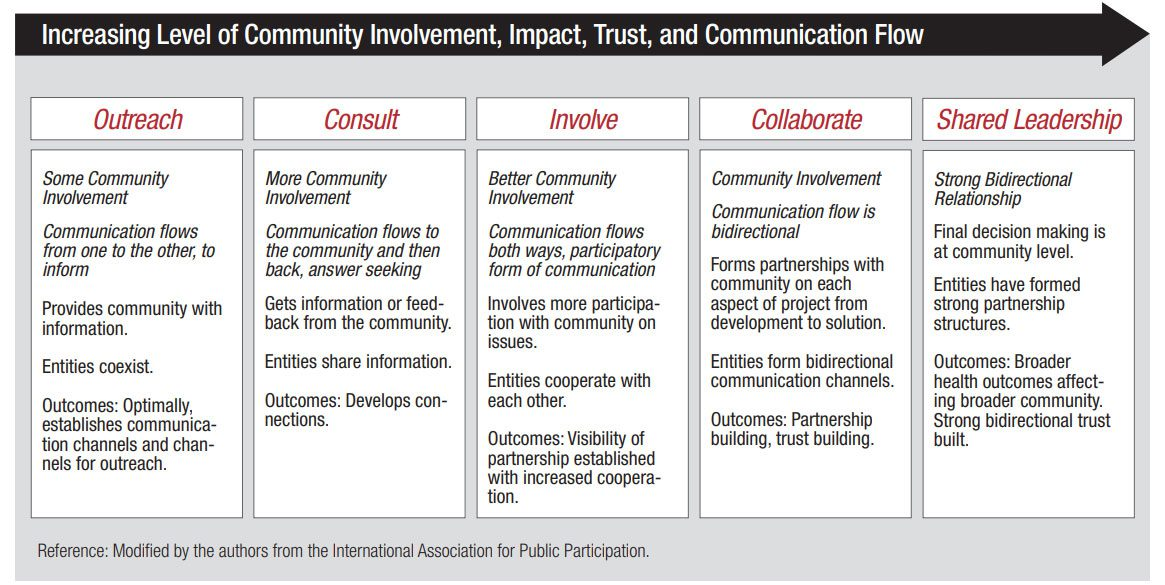 Increasing Level of Community Involvement, Impact, Trust, and Communication Flow
Outreach
Some Community
Involvement
Communication flows
from one to the other, to
inform
Provides community with
information.
Entities coexist.
Outcomes: Optimally,
establishes communica-
tion channels and chan-
nels for outreach.
Consult
More Community
Involvement
Communication flows to
the community and then
back, answer seeking
Gets information or feed-
back from the community.
Entities share information.
Outcomes: Develops con-
nections.
Involve
Better Community
Involvement
Communication flows
both ways, participatory
form of communication
Involves more participa-
tion with community on
issues.
Entities cooperate with
each other.
Outcomes: Visibility of
partnership established
with increased coopera-
tion.
Collaborate
Community Involvement
Communication flow is
bidirectional
Forms partnerships with
community on each
aspect of project from
development to solution.
Entities form bidirectional
communication channels.
Outcomes: Partnership
building, trust building.
Shared Leadership
Strong Bidirectional
Relationship
Final decision making is
at community level.
Entities have formed
strong partnership
structures.
Outcomes: Broader
health outcomes affect-
ing broader community.
Strong bidirectional trust
built.
Reference: Modified by the authors from the International Association for Public Participation.